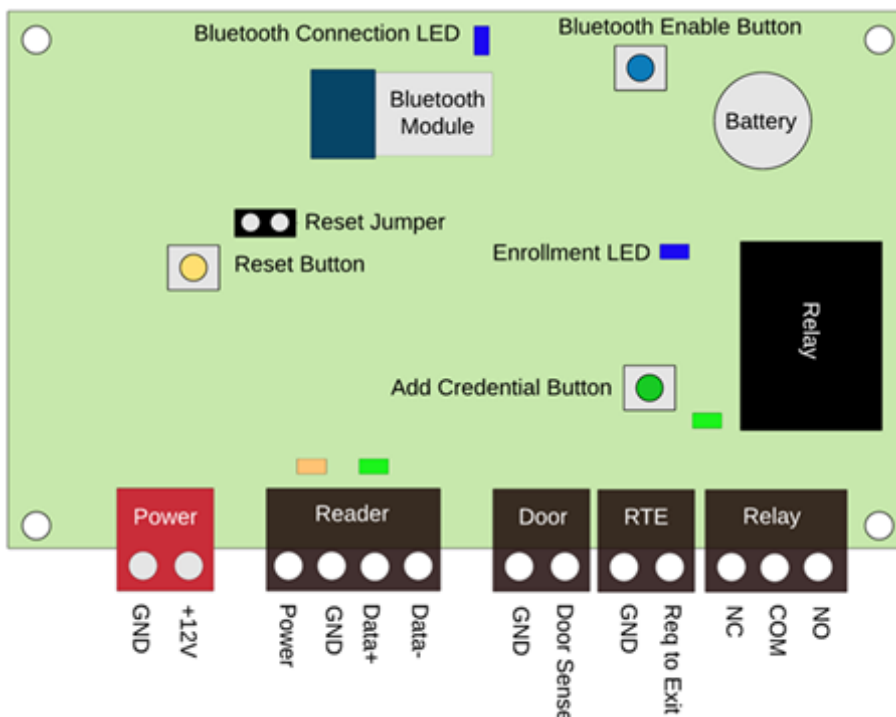 Bluetooth Connection LED
Bluetooth Enable Button
Bluetooth
Module
Battery
Reset Jumper
Reset Button
Enrollment LED
Relay
Add Credential Button
Power
Reader
Door
RTE
Relay
GND
+12V
Power
GND
Data+
Data-
GND
Door Sense
GND
Req to Exit
NC
COM
NO